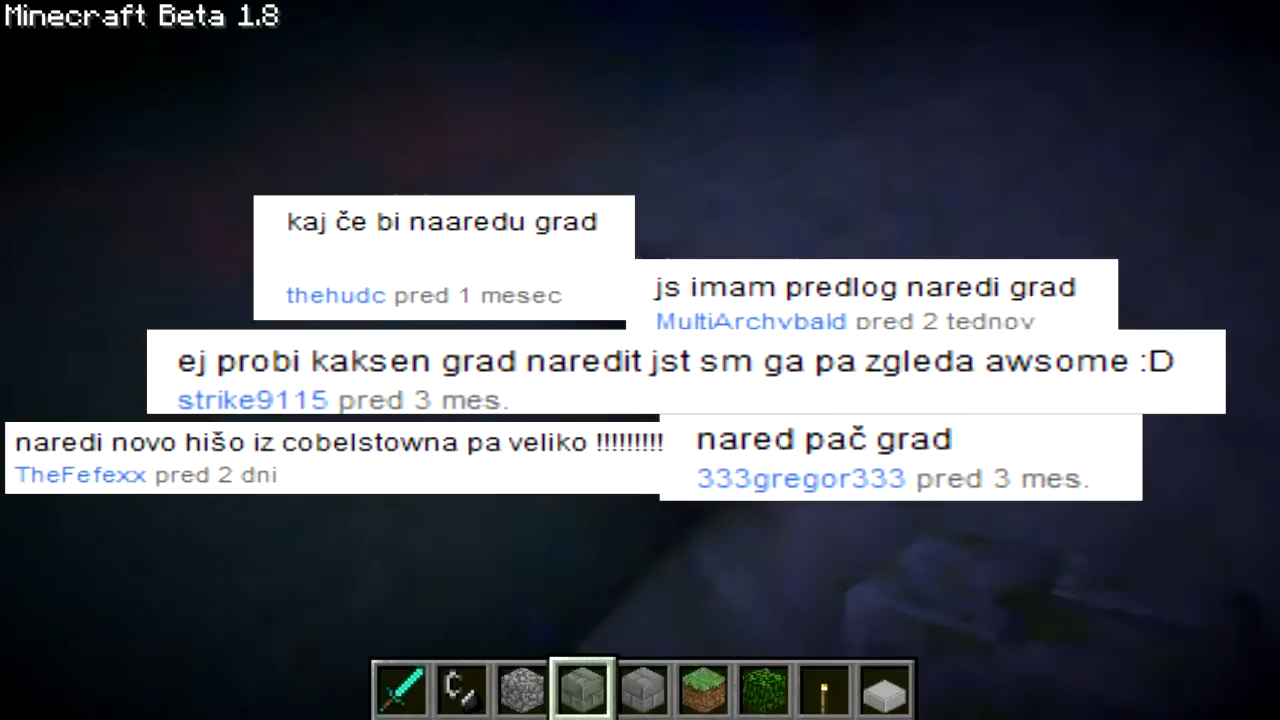 Minecraft Beta 1.8
kaj če bi naaredu grad
thehudc pred 1 mesec
js imam predlog naredi grad
MultiArchybald pred 2 tednov
ej probi kaksen grad naredit jst sm ga pa zgleda awsome :D
strike9115 pred 3 mes.
naredi novo hišo iz cobelstowna pa veliko !!!!!!!!!
TheFefexx pred 2 dni
nared pač grad
333gregor333 pred 3 mes.